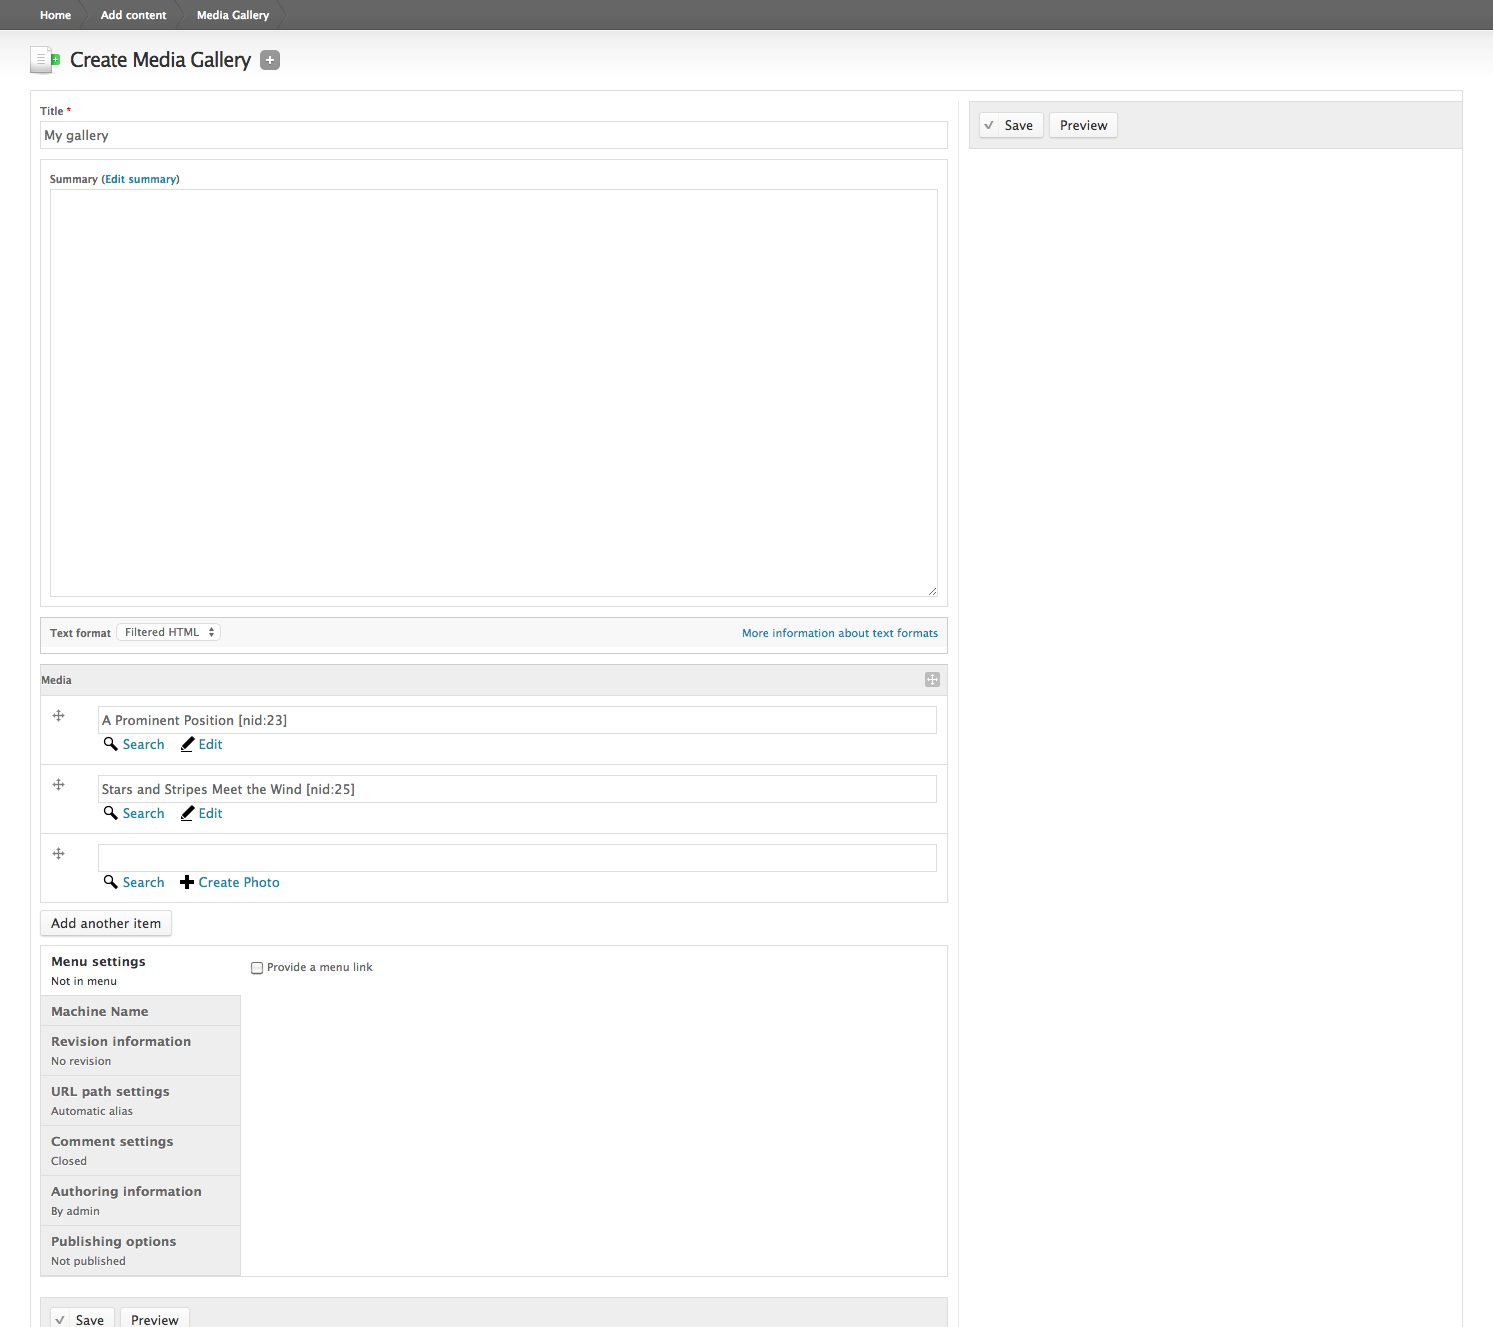 Home Add content Media Gallery
Create Media Gallery
Title *
My gallery
Save Preview
Summary (Edit summary)
Text format Filtered HTML More information about text formats
Media
A Prominent Position [nid:23]
Search Edit
Stars and Stripes Meet the Wind [nid:25]
Search Edit
Search Create Photo
Add another item
Menu settings
Not in menu
Provide a menu link
Machine Name
Revision information
No revision
URL path settings
Automatic alias
Comment settings
Closed
Authoring information
By admin
Publishing options
Not published
Save Preview